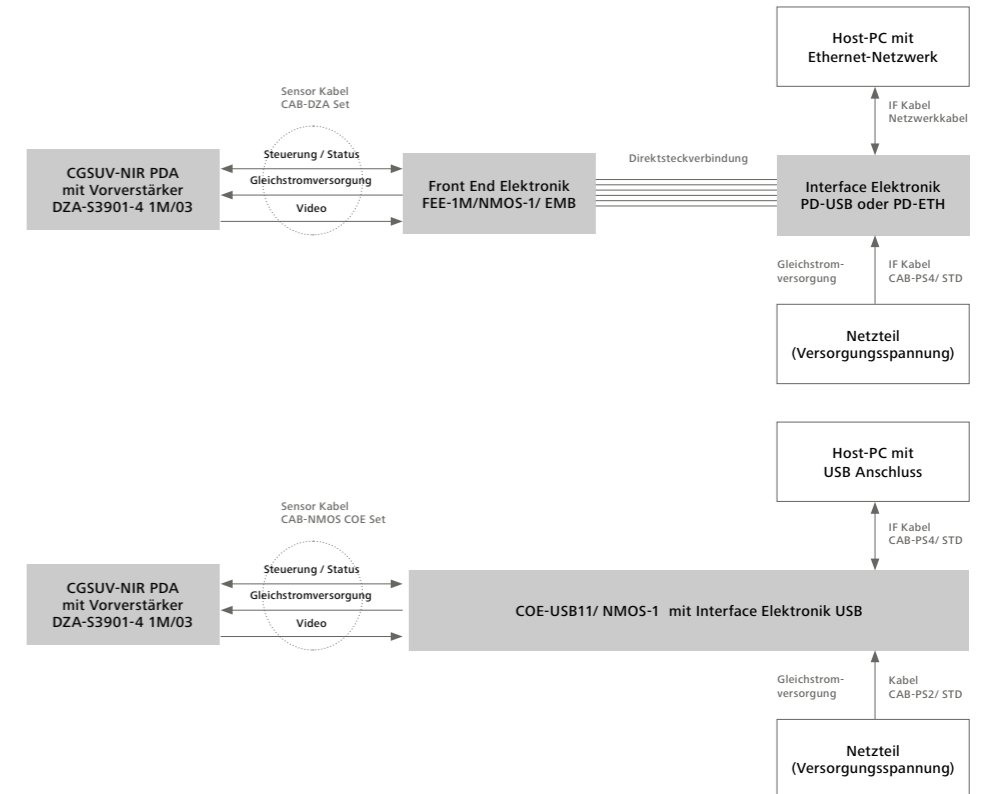 Host-PC mit
Ethernet-Netzwerk
Sensor Kabel
CAB-DZA Set
IF Kabel
Netzwerkkabel
Steuerung / Status
Gleichstromversorgung
Video
CGSUV-NIR PDA
mit Vorverstärker
DZA-S3901-4 1M/03
Front End Elektronik
FEE-1M/NMOS-1/ EMB
Direktsteckverbindung
Interface Elektronik
PD-USB oder PD-ETH
Gleichstrom-
versorgung
IF Kabel
CAB-PS4/ STD
Netzteil
(Versorgungsspannung)
Host-PC mit
USB Anschluss
Sensor Kabel
CAB-NMOS COE Set
IF Kabel
CAB-PS4/ STD
Steuerung / Status
Gleichstromversorgung
Video
CGSUV-NIR PDA
mit Vorverstärker
DZA-S3901-4 1M/03
COE-USB11/ NMOS-1 mit Interface Elektronik USB
Gleichstrom-
versorgung
Kabel
CAB-PS2/ STD
Netzteil
(Versorgungsspannung)